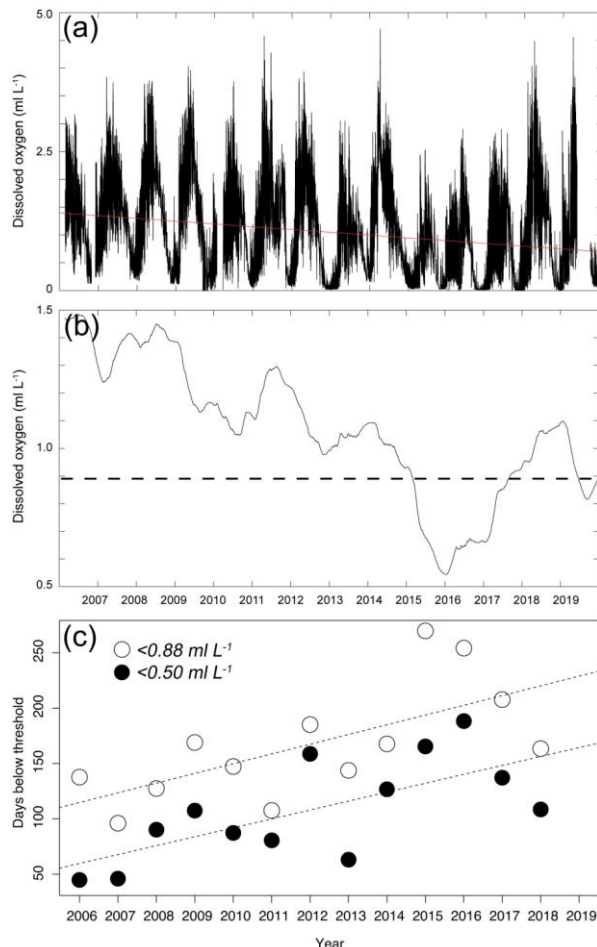 (a)
5.0
2.5
0
Dissolved oxygen (ml L⁻¹)
(b)
1.5
1.0
0.5
Dissolved oxygen (ml L⁻¹)
2007 2008 2009 2010 2011 2012 2013 2014 2015 2016 2017 2018 2019
(c)
<0.88 ml L⁻¹
<0.50 ml L⁻¹
250
200
150
100
50
Days below threshold
2006 2007 2008 2009 2010 2011 2012 2013 2014 2015 2016 2017 2018 2019
Year